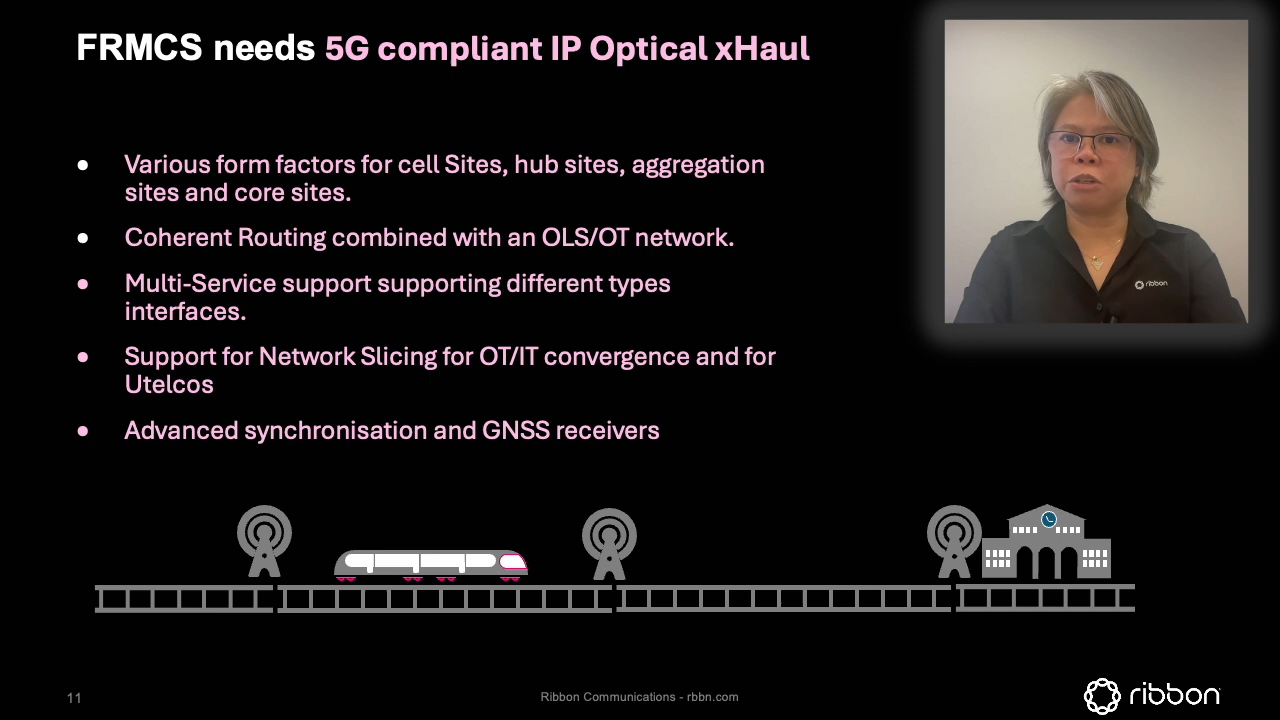 FRMCS needs 5G compliant IP Optical xHaul
• Various form factors for cell Sites, hub sites, aggregation
sites and core sites.
• Coherent Routing combined with an OLS/OT network.
• Multi-Service support supporting different types
interfaces.
• Support for Network Slicing for OT/IT convergence and for
Utelcos
• Advanced synchronisation and GNSS receivers
ribbon
11
Ribbon Communications - rbbn.com
ribbon